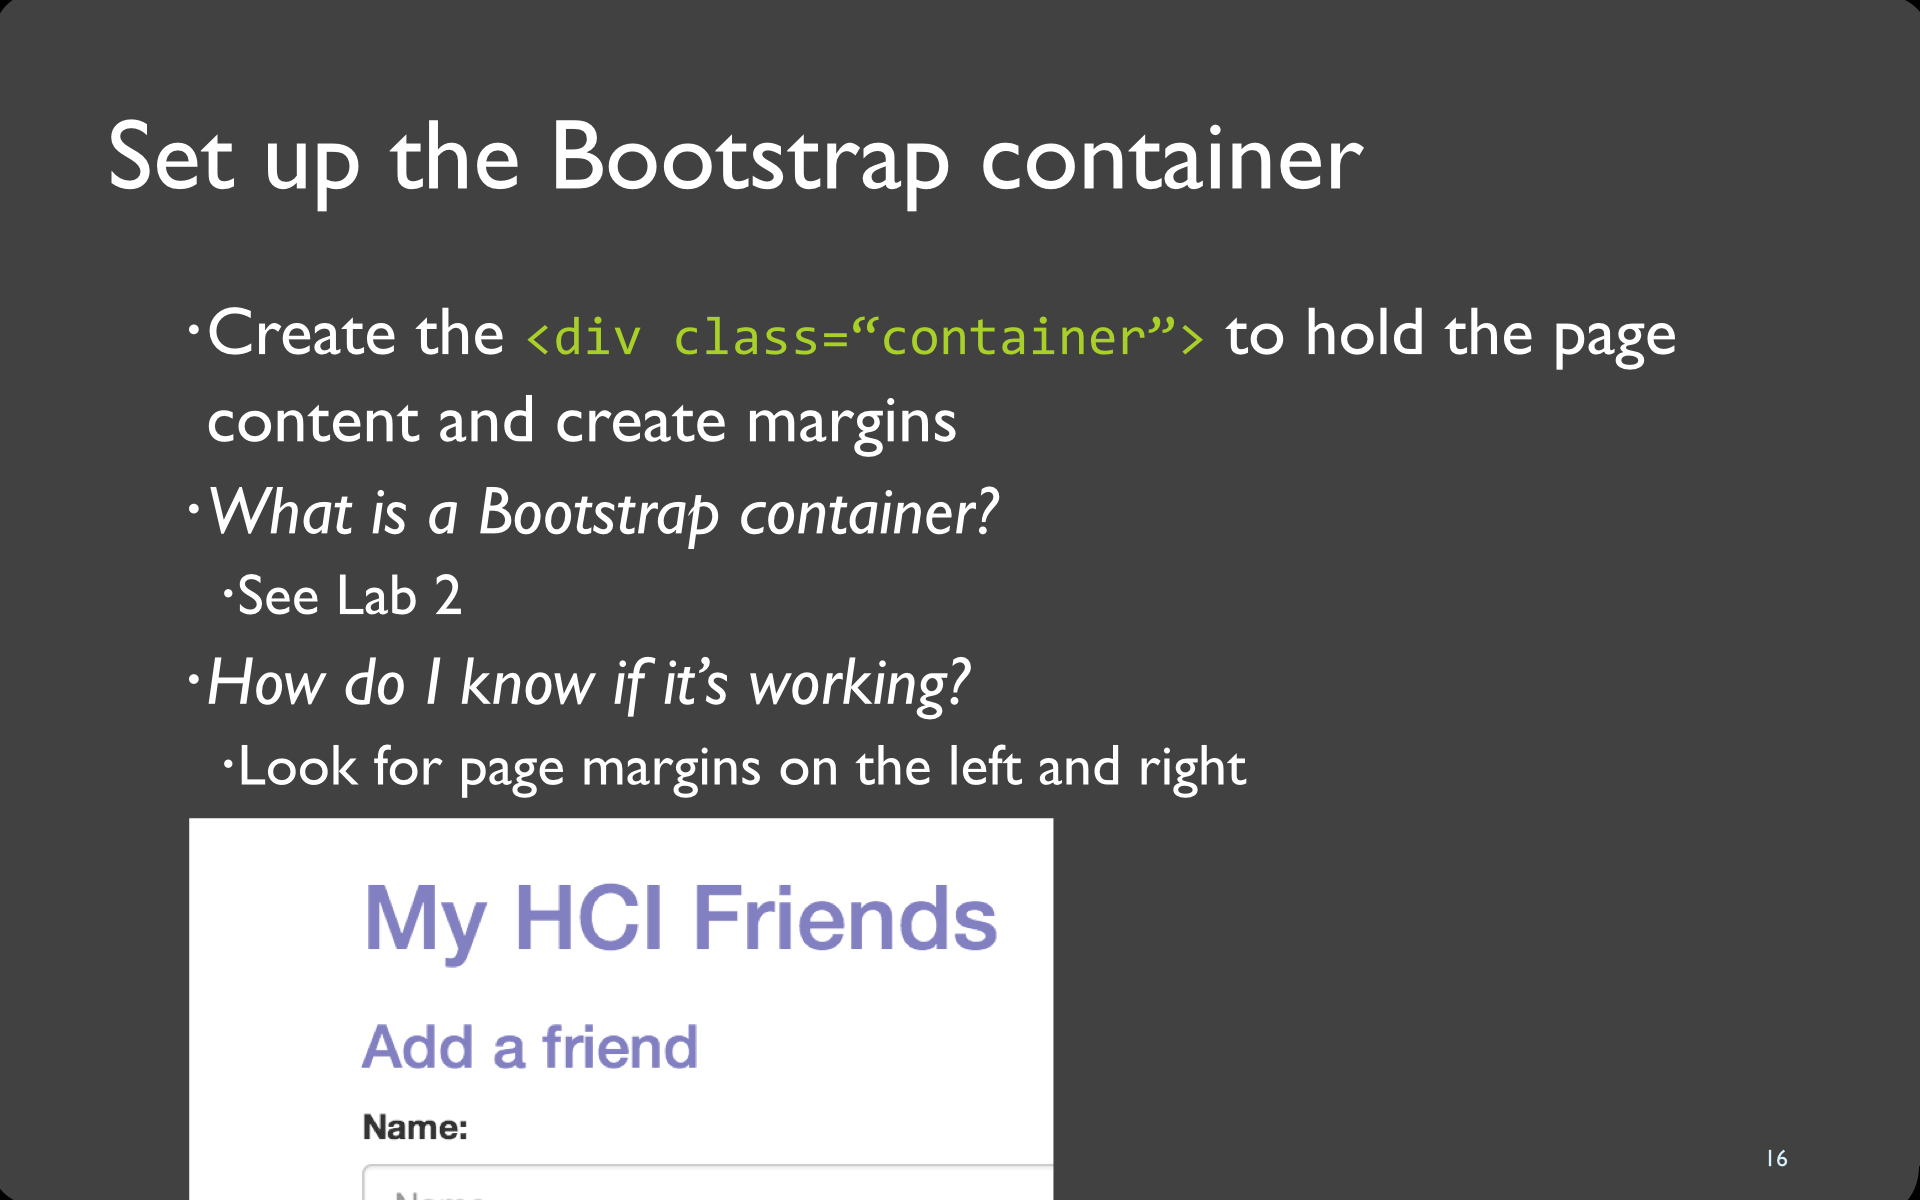 Set up the Bootstrap container
•Create the <div class=“container”> to hold the page
content and create margins
•What is a Bootstrap container?
•See Lab 2
•How do I know if it’s working?
•Look for page margins on the left and right
My HCI Friends
Add a friend
Name:
Name
16